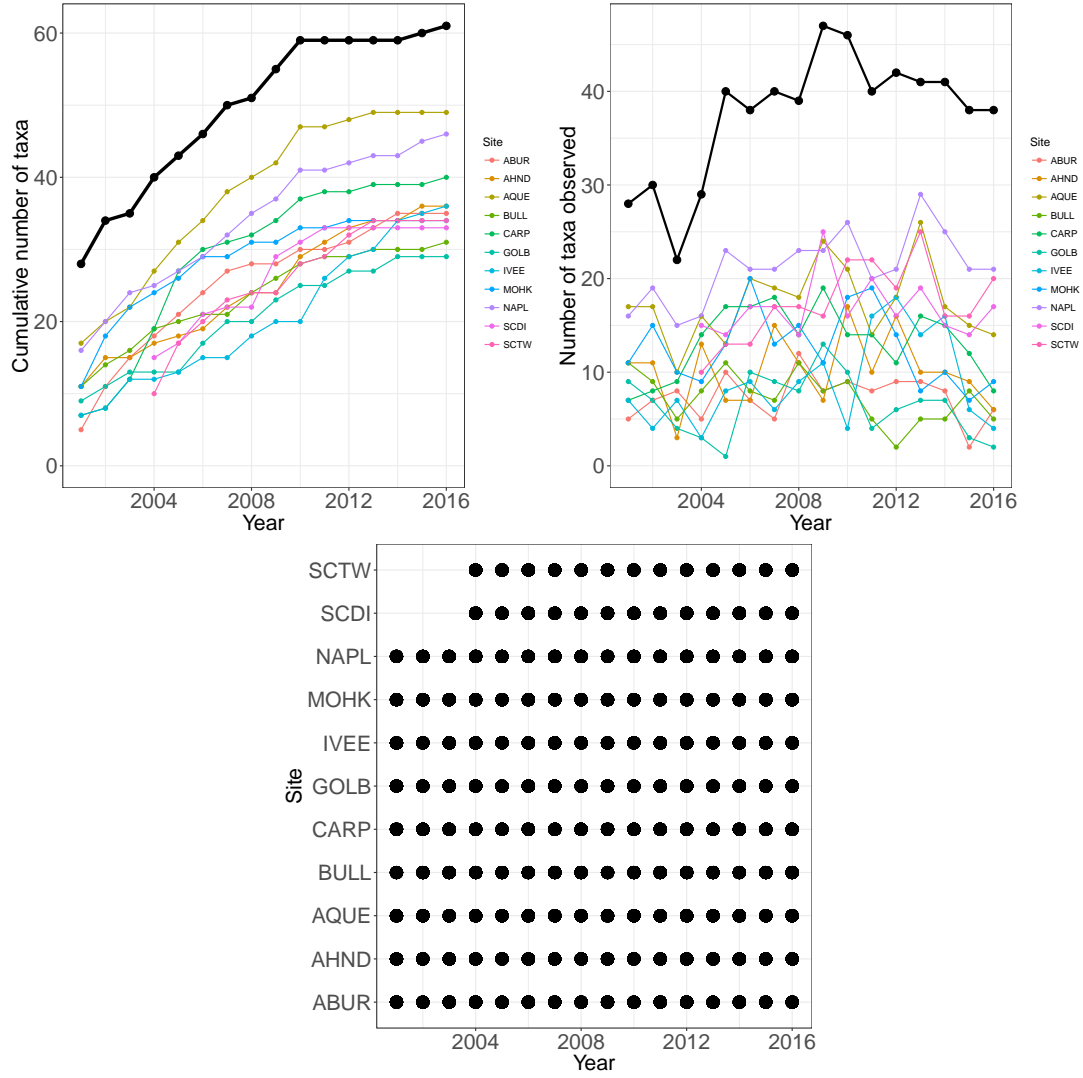 Cumulative number of taxa
60
40
20
0
2004 2008 2012 2016
Year
Site
ABUR
AHND
AQUE
BULL
CARP
GOLB
IVEE
MOHK
NAPL
SCDI
SCTW
Number of taxa observed
40
30
20
10
0
2004 2008 2012 2016
Year
Site
ABUR
AHND
AQUE
BULL
CARP
GOLB
IVEE
MOHK
NAPL
SCDI
SCTW
Site
SCTW
SCDI
NAPL
MOHK
IVEE
GOLB
CARP
BULL
AQUE
AHND
ABUR
2004 2008 2012 2016
Year